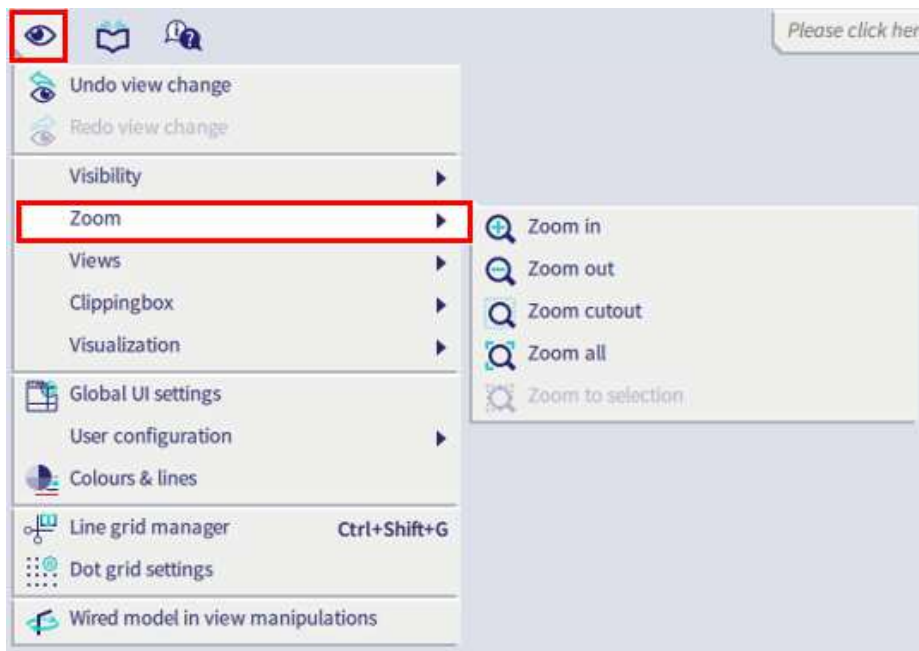 Please click her
Undo view change
Redo view change
Visibility
Zoom
Views
Clippingbox
Visualization
Zoom in
Zoom out
Zoom cutout
Zoom all
Zoom to selection
Global UI settings
User configuration
Colours & lines
Line grid manager Ctrl+Shift+G
Dot grid settings
Wired model in view manipulations